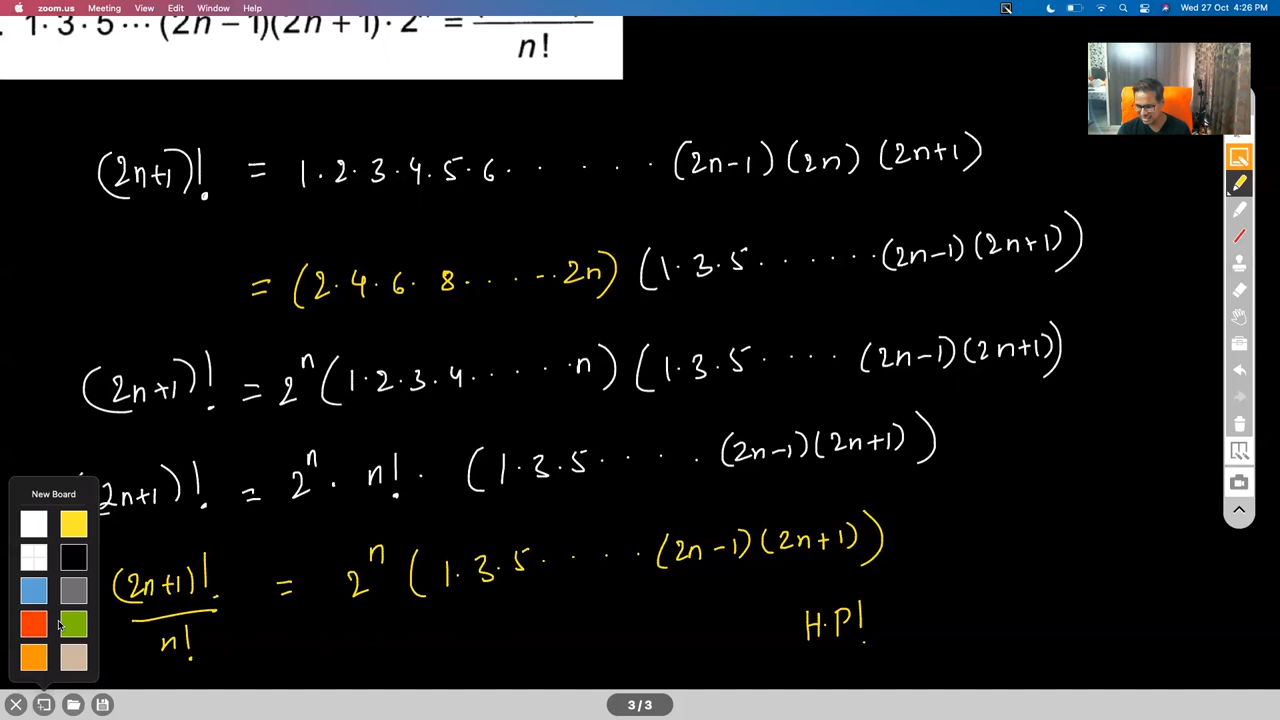 zoom.us Meeting View Edit Window Help Wed 27 Oct 4:26 PM
1·3·5···(2n − 1)(2n + 1)·2 = 
n!
(2n+1)! = 1·2·3·4·5·6· · · · · (2n-1)(2n)(2n+1)
= (2·4·6·8· · · · ·2n) (1·3·5· · · · · · (2n-1)(2n+1))
(2n+1)! = 2^n (1·2·3·4· · · · ·n) (1·3·5· · · · (2n-1)(2n+1))
2n+1)! = 2^n · n! · (1·3·5· · · · (2n-1)(2n+1))
(2n+1)!/n! = 2^n (1·3·5· · · · (2n-1)(2n+1))
H.P!
New Board
3/3